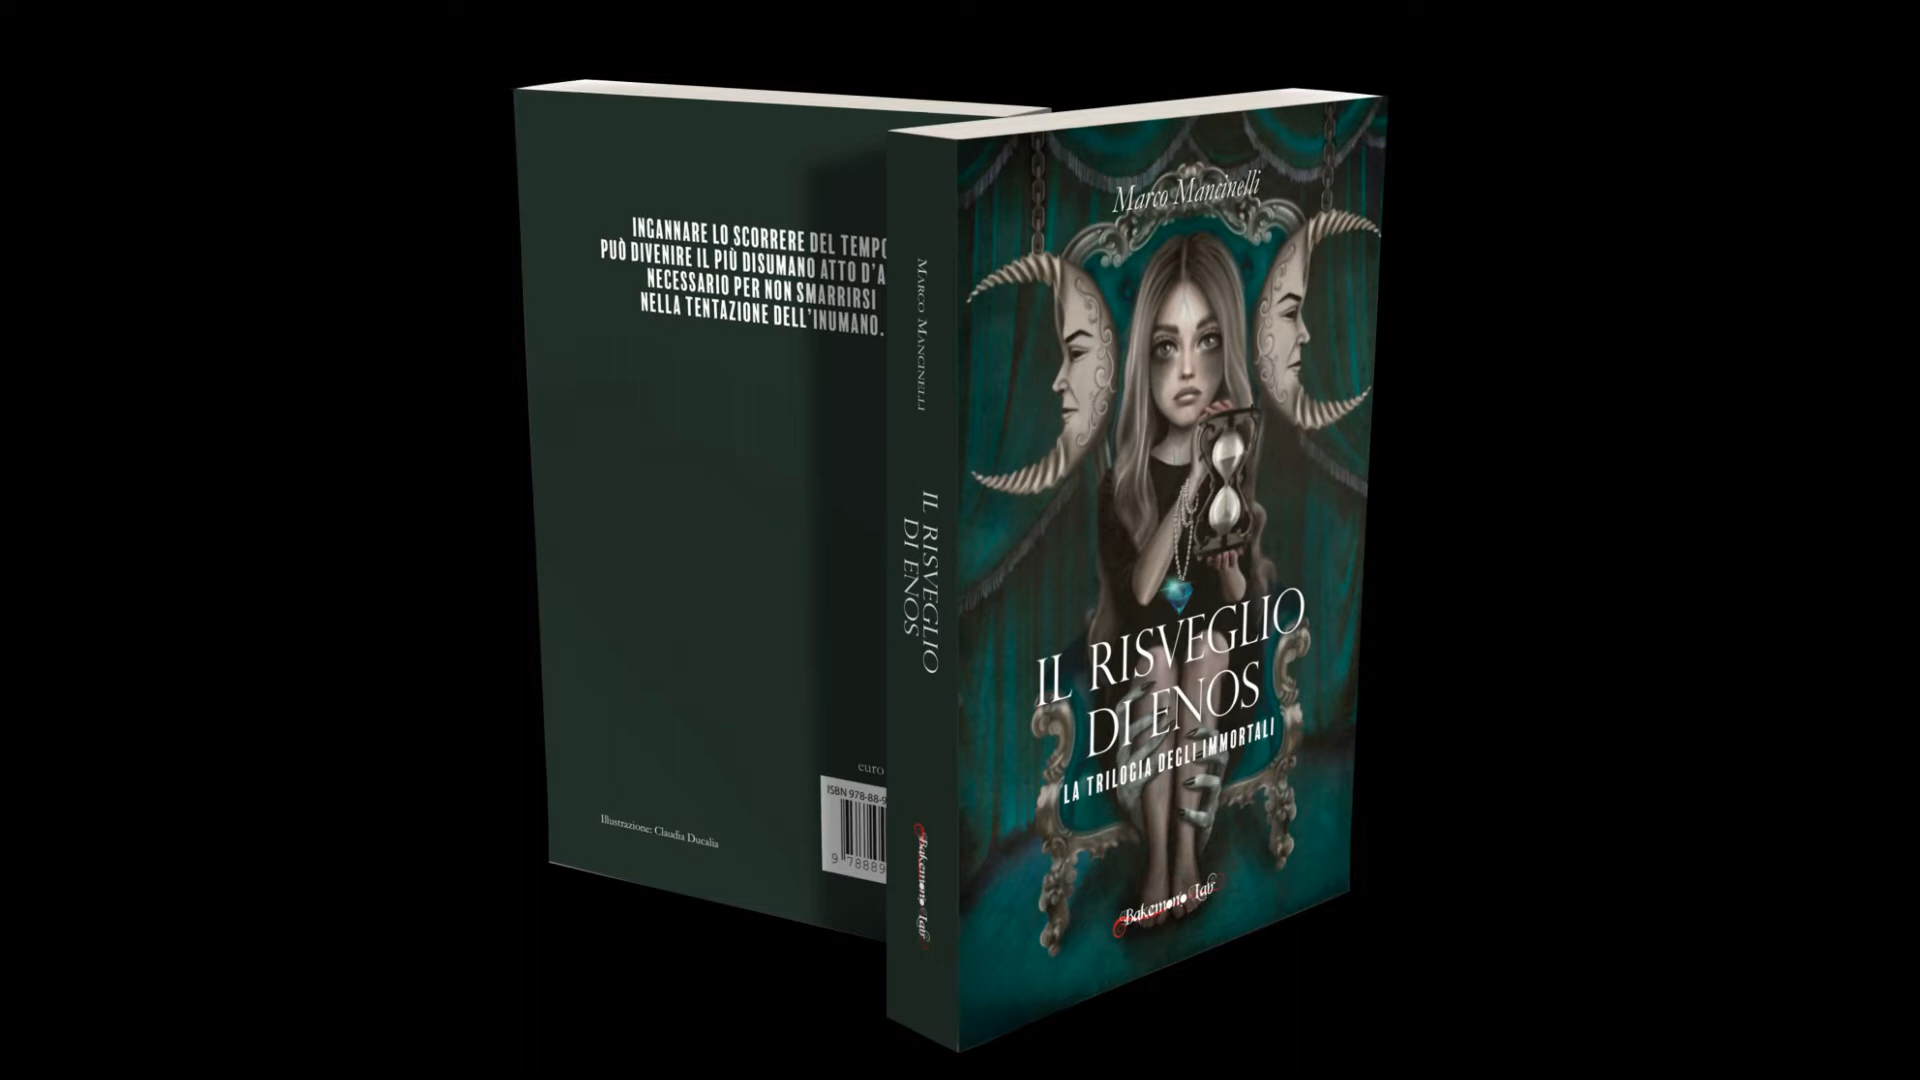 INGANNARE LO SCORRERE DEL TEMPO
PUÒ DIVENIRE IL PIÙ DISUMANO ATTO D'A
NECESSARIO PER NON SMARRIRSI
NELLA TENTAZIONE DELL'INUMANO.
euro
ISBN 978-88-9
9 78889
Illustrazione: Claudia Ducalia
MARCO MANCINELLI
IL RISVEGLIO
DI ENOS
Bakemono Lab
Marco Mancinelli
IL RISVEGLIO
DI ENOS
LA TRILOGIA DEGLI IMMORTALI
Bakemono Lab